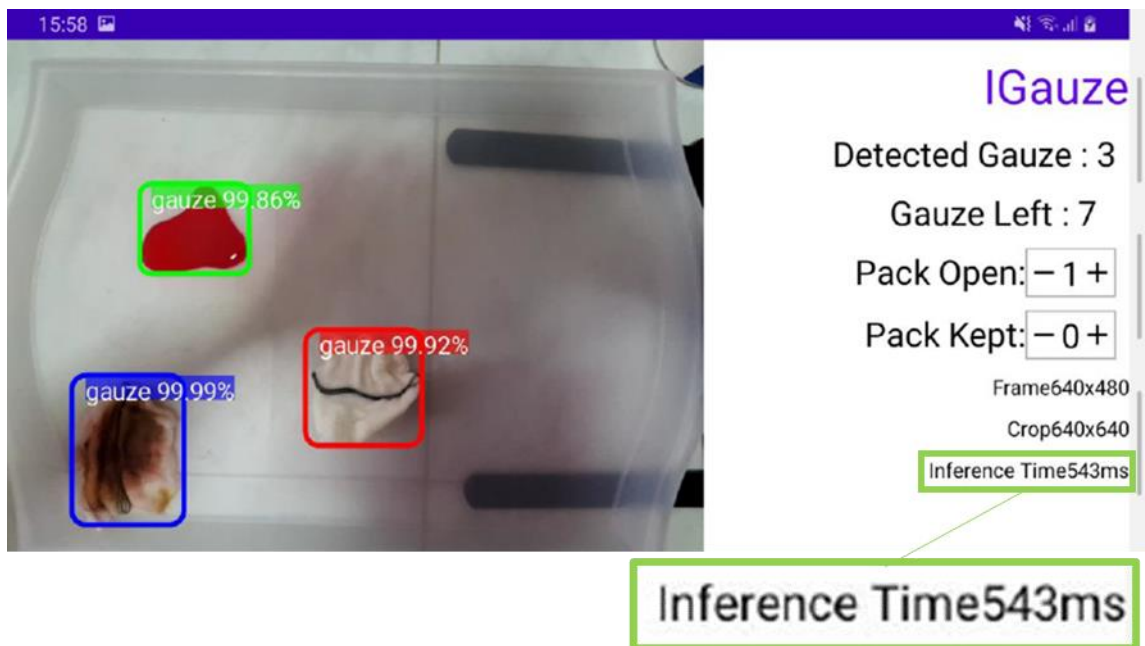 15:58
IGauze
gauze 99.86%
gauze 99.92%
gauze 99.99%
Detected Gauze : 3
Gauze Left : 7
Pack Open: − 1 +
Pack Kept: − 0 +
Frame640x480
Crop640x640
Inference Time543ms
Inference Time543ms